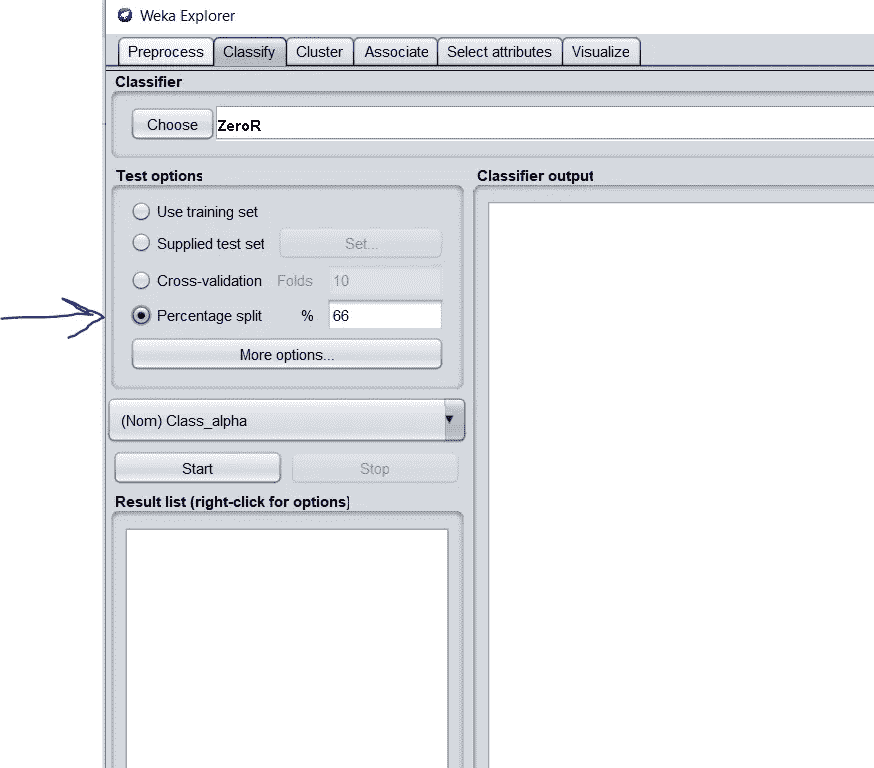 Weka Explorer
Preprocess Classify Cluster Associate Select attributes Visualize
Classifier
Choose ZeroR
Test options
Use training set
Supplied test set Set...
Cross-validation Folds 10
Percentage split % 66
More options...
(Nom) Class_alpha
Start Stop
Result list (right-click for options)
Classifier output